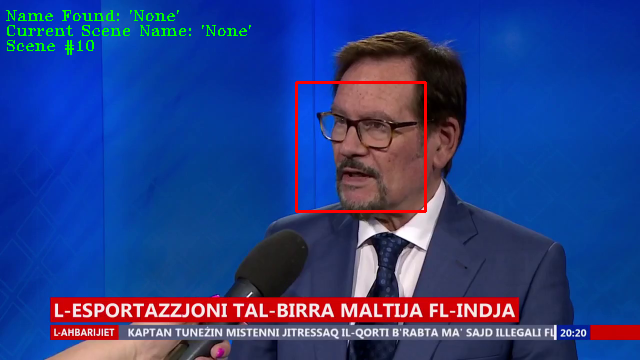 Name Found: 'None'
Current Scene Name: 'None'
Scene #10
L-ESPORTAZZJONI TAL-BIRRA MALTIJA FL-INDJA
L-AĦBARIJIET KAPTAN TUNEŻIN MISTENNI JITRESSAQ IL-QORTI B'RABTA MA' SAJD ILLEGALI FL 20:20